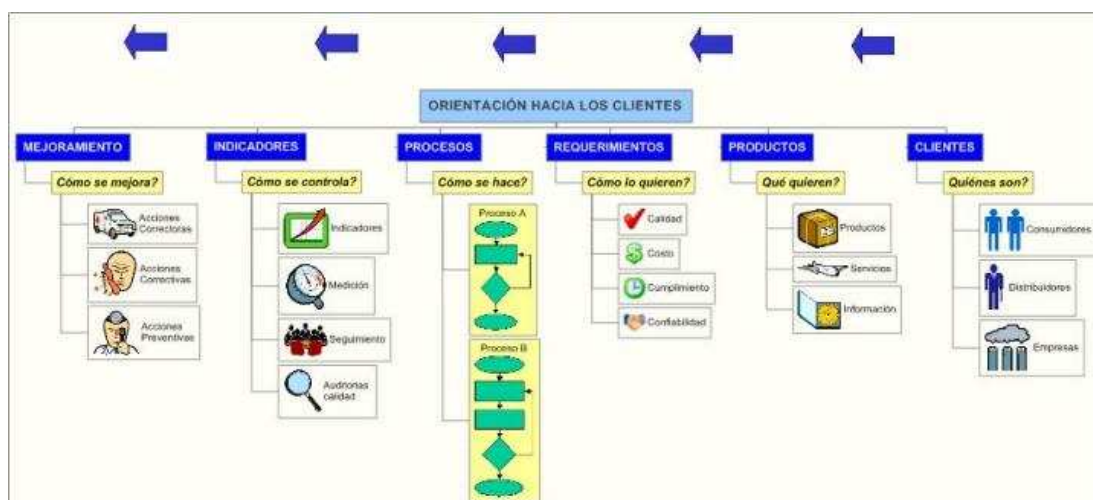 ORIENTACIÓN HACIA LOS CLIENTES
MEJORAMIENTO
INDICADORES
PROCESOS
REQUERIMIENTOS
PRODUCTOS
CLIENTES
Cómo se mejora?
Cómo se controla?
Cómo se hace?
Cómo lo quieren?
Qué quieren?
Quiénes son?
Acciones
Correctoras
Acciones
Correctivas
Acciones
Preventivas
Indicadores
Medición
Seguimiento
Auditorias
calidad
Proceso A
Proceso B
Calidad
Costo
Cumplimiento
Confiabilidad
Productos
Servicios
Información
Consumidores
Distribuidores
Empresas